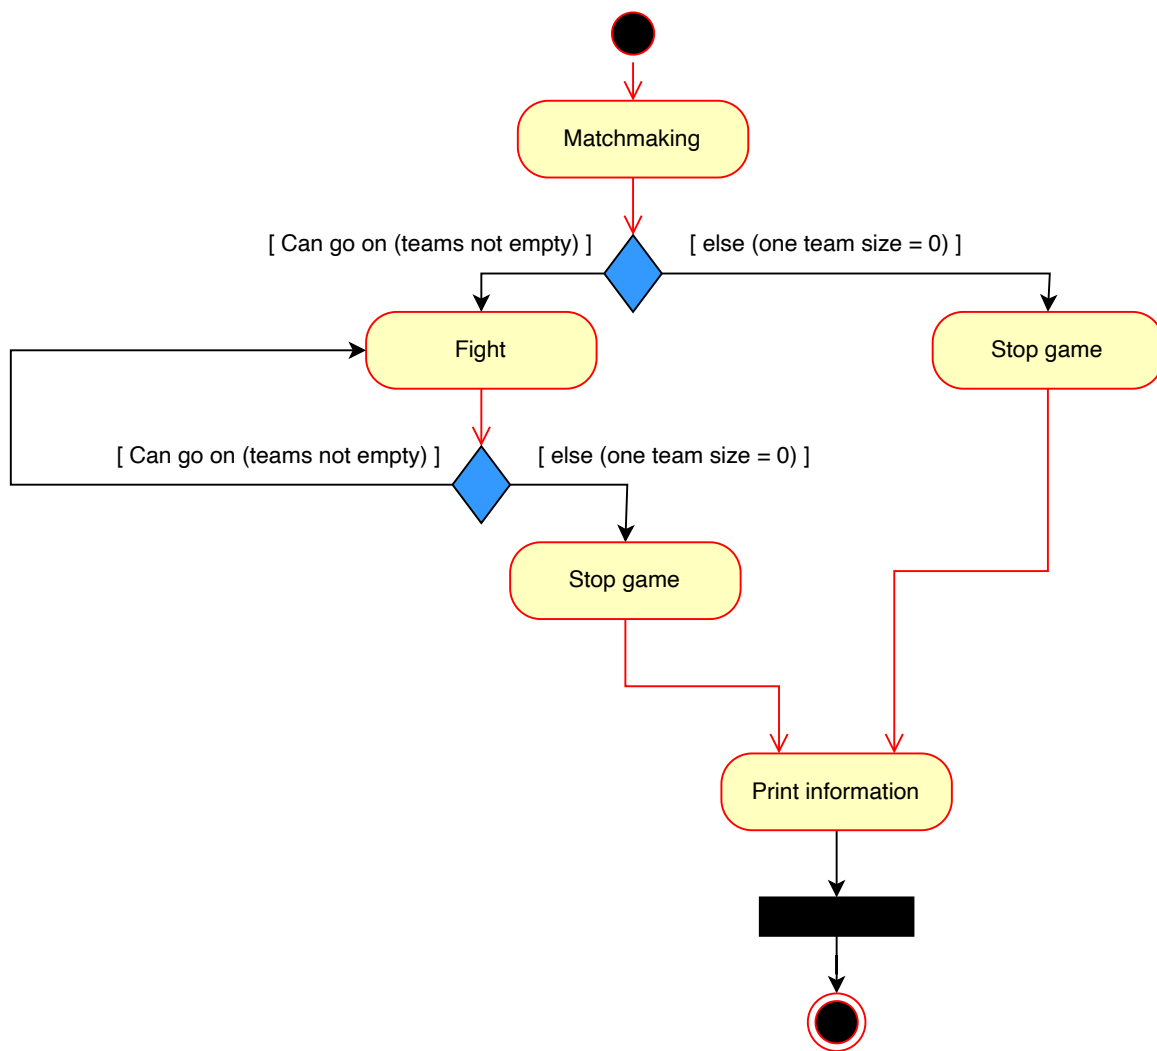 Matchmaking
[ Can go on (teams not empty) ]
[ else (one team size = 0) ]
Fight
Stop game
[ Can go on (teams not empty) ]
[ else (one team size = 0) ]
Stop game
Print information